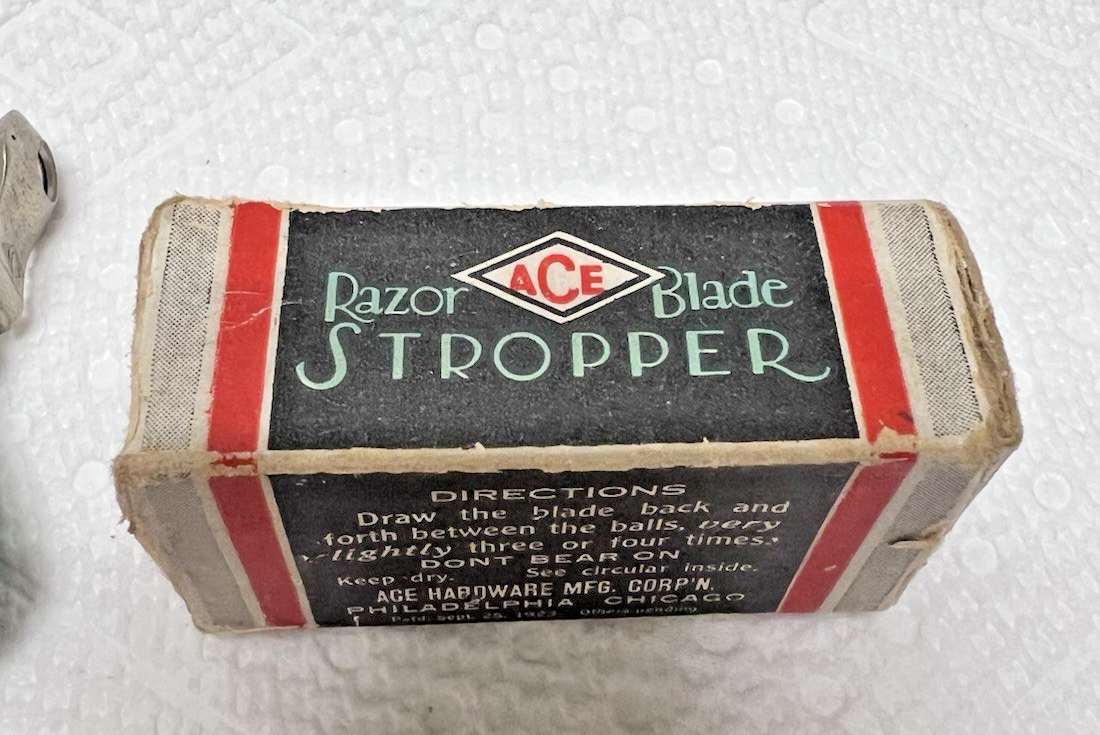 Razor ACE Blade
STROPPER
DIRECTIONS
Draw the blade back and
forth between the balls, very
lightly three or four times.
DONT BEAR ON
Keep dry. See circular inside.
ACE HARDWARE MFG. CORP'N.
PHILADELPHIA CHICAGO
Patd. Sept. 25, Others pending